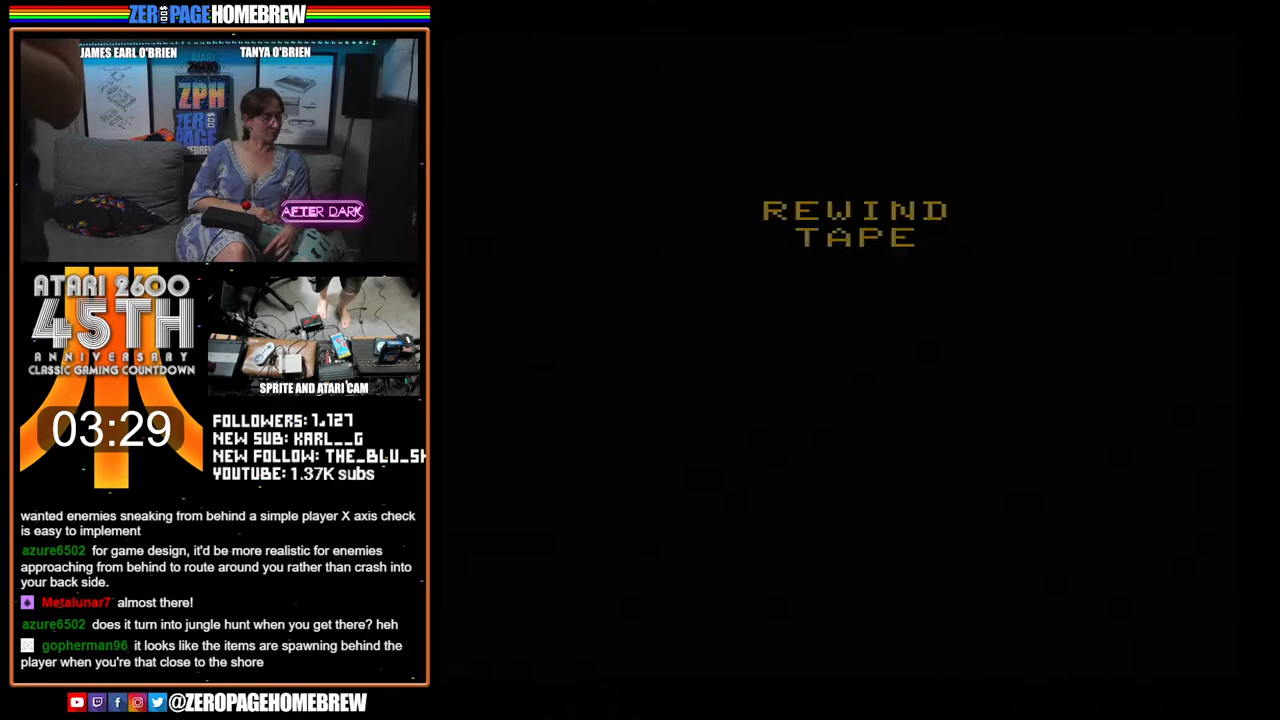 ZERO PAGE HOMEBREW
JAMES EARL O'BRIEN
TANYA O'BRIEN
ATARI
2600
ZPH
ZERO
PAGE
AFTER DARK
REWIND
TAPE
ATARI 2600
45TH
ANNIVERSARY
CLASSIC GAMING COUNTDOWN
03:29
SPRITE AND ATARI CAM
FOLLOWERS: 1,127
NEW SUB: KARL__G
NEW FOLLOW: THE_BLU_SH
YOUTUBE: 1.37K subs
wanted enemies sneaking from behind a simple player X axis check
is easy to implement
azure6502 for game design, it'd be more realistic for enemies
approaching from behind to route around you rather than crash into
your back side.
Metalunar7 almost there!
azure6502 does it turn into jungle hunt when you get there? heh
gopherman96 it looks like the items are spawning behind the
player when you're that close to the shore
@ZEROPAGEHOMEBREW